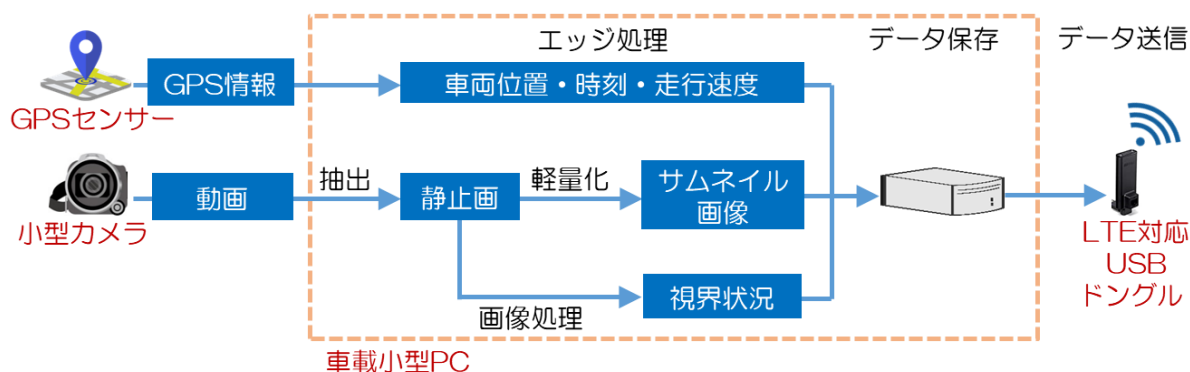 エッジ処理
データ保存
データ送信
GPS情報
車両位置・時刻・走行速度
GPSセンサー
抽出
軽量化
動画
静止画
サムネイル
画像
小型カメラ
LTE対応
USB
ドングル
視界状況
画像処理
車載小型PC